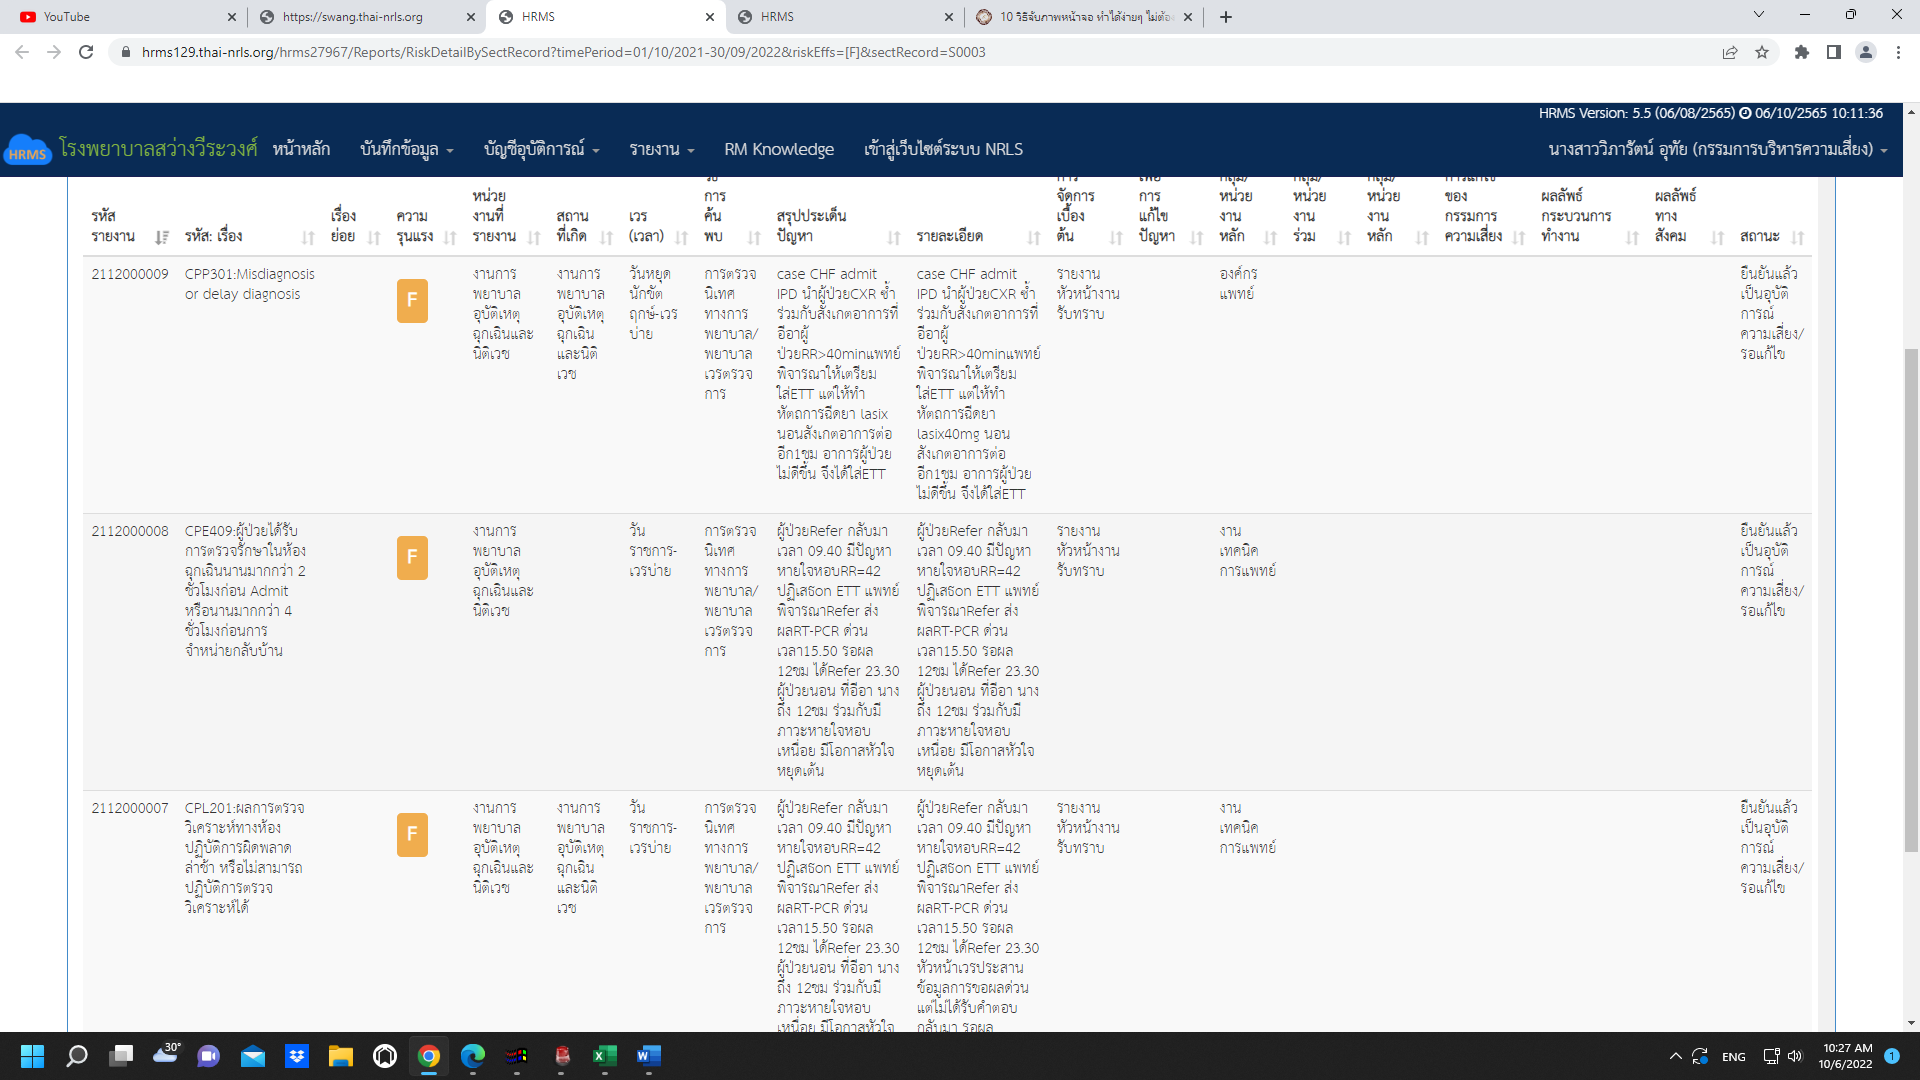 YouTube
https://swang.thai-nrls.org
HRMS
HRMS
10 วิธีจับภาพหน้าจอ ทำได้ง่ายๆ ไม่ต้อง
hrms129.thai-nrls.org/hrms27967/Reports/RiskDetailBySectRecord?timePeriod=01/10/2021-30/09/2022&riskEffs=[F]&sectRecord=S0003
HRMS Version: 5.5 (06/08/2565) 06/10/2565 10:11:36
HRMS โรงพยาบาลสว่างวีระวงศ์ หน้าหลัก บันทึกข้อมูล บัญชีอุบัติการณ์ รายงาน RM Knowledge เข้าสู่เว็บไซต์ระบบ NRLS นางสาววิภารัตน์ อุทัย (กรรมการบริหารความเสี่ยง)
รหัส
รายงาน
รหัส: เรื่อง
เรื่อง
ย่อย
ความ
รุนแรง
หน่วย
งานที่
รายงาน
สถาน
ที่เกิด
เวร
(เวลา)
การ
ค้น
พบ
สรุปประเด็น
ปัญหา
รายละเอียด
การ
จัดการ
เบื้อง
ต้น
เพื่อ
การ
แก้ไข
ปัญหา
กลุ่ม/
หน่วย
งาน
หลัก
กลุ่ม/
หน่วย
งาน
ร่วม
กลุ่ม/
หน่วย
งาน
หลัก
การแก้ไข
ของ
กรรมการ
ความเสี่ยง
ผลลัพธ์
กระบวนการ
ทำงาน
ผลลัพธ์
ทาง
สังคม
สถานะ
2112000009
CPP301:Misdiagnosis
or delay diagnosis
F
งานการ
พยาบาล
อุบัติเหตุ
ฉุกเฉินและ
นิติเวช
งานการ
พยาบาล
อุบัติเหตุ
ฉุกเฉิน
และนิติ
เวช
วันหยุด
นักขัต
ฤกษ์-เวร
บ่าย
การตรวจ
นิเทศ
ทางการ
พยาบาล/
พยาบาล
เวรตรวจ
การ
case CHF admit
IPD นำผู้ป่วยCXR ซ้ำ
ร่วมกับสังเกตอาการที่
อีอาผู้
ป่วยRR>40minแพทย์
พิจารณาให้เตรียม
ใส่ETT แต่ให้ทำ
หัตถการฉีดยา lasix
นอนสังเกตอาการต่อ
อีก1ชม อาการผู้ป่วย
ไม่ดีขึ้น จึงได้ใส่ETT
case CHF admit
IPD นำผู้ป่วยCXR ซ้ำ
ร่วมกับสังเกตอาการที่
อีอาผู้
ป่วยRR>40minแพทย์
พิจารณาให้เตรียม
ใส่ETT แต่ให้ทำ
หัตถการฉีดยา
lasix40mg นอน
สังเกตอาการต่อ
อีก1ชม อาการผู้ป่วย
ไม่ดีขึ้น จึงได้ใส่ETT
รายงาน
หัวหน้างาน
รับทราบ
องค์กร
แพทย์
ยืนยันแล้ว
เป็นอุบัติ
การณ์
ความเสี่ยง/
รอแก้ไข
2112000008
CPE409:ผู้ป่วยได้รับ
การตรวจรักษาในห้อง
ฉุกเฉินนานมากกว่า 2
ชั่วโมงก่อน Admit
หรือนานมากกว่า 4
ชั่วโมงก่อนการ
จำหน่ายกลับบ้าน
F
งานการ
พยาบาล
อุบัติเหตุ
ฉุกเฉินและ
นิติเวช
วัน
ราชการ-
เวรบ่าย
การตรวจ
นิเทศ
ทางการ
พยาบาล/
พยาบาล
เวรตรวจ
การ
ผู้ป่วยRefer กลับมา
เวลา 09.40 มีปัญหา
หายใจหอบRR=42
ปฏิเสธon ETT แพทย์
พิจารณาRefer ส่ง
ผลRT-PCR ด่วน
เวลา15.50 รอผล
12ชม ได้Refer 23.30
ผู้ป่วยนอน ที่อีอา นาง
ถึง 12ชม ร่วมกับมี
ภาวะหายใจหอบ
เหนื่อย มีโอกาสหัวใจ
หยุดเต้น
ผู้ป่วยRefer กลับมา
เวลา 09.40 มีปัญหา
หายใจหอบRR=42
ปฏิเสธon ETT แพทย์
พิจารณาRefer ส่ง
ผลRT-PCR ด่วน
เวลา15.50 รอผล
12ชม ได้Refer 23.30
ผู้ป่วยนอน ที่อีอา นาง
ถึง 12ชม ร่วมกับมี
ภาวะหายใจหอบ
เหนื่อย มีโอกาสหัวใจ
หยุดเต้น
รายงาน
หัวหน้างาน
รับทราบ
งาน
เทคนิค
การแพทย์
ยืนยันแล้ว
เป็นอุบัติ
การณ์
ความเสี่ยง/
รอแก้ไข
2112000007
CPL201:ผลการตรวจ
วิเคราะห์ทางห้อง
ปฏิบัติการผิดพลาด
ล่าช้า หรือไม่สามารถ
ปฏิบัติการตรวจ
วิเคราะห์ได้
F
งานการ
พยาบาล
อุบัติเหตุ
ฉุกเฉินและ
นิติเวช
งานการ
พยาบาล
อุบัติเหตุ
ฉุกเฉิน
และนิติ
เวช
วัน
ราชการ-
เวรบ่าย
การตรวจ
นิเทศ
ทางการ
พยาบาล/
พยาบาล
เวรตรวจ
การ
ผู้ป่วยRefer กลับมา
เวลา 09.40 มีปัญหา
หายใจหอบRR=42
ปฏิเสธon ETT แพทย์
พิจารณาRefer ส่ง
ผลRT-PCR ด่วน
เวลา15.50 รอผล
12ชม ได้Refer 23.30
ผู้ป่วยนอน ที่อีอา นาง
ถึง 12ชม ร่วมกับมี
ภาวะหายใจหอบ
เหนื่อย มีโอกาสหัวใจ
ผู้ป่วยRefer กลับมา
เวลา 09.40 มีปัญหา
หายใจหอบRR=42
ปฏิเสธon ETT แพทย์
พิจารณาRefer ส่ง
ผลRT-PCR ด่วน
เวลา15.50 รอผล
12ชม ได้Refer 23.30
หัวหน้าเวรประสาน
ข้อมูลการขอผลด่วน
แต่ไม่ได้รับคำตอบ
กลับมา รอผล
รายงาน
หัวหน้างาน
รับทราบ
งาน
เทคนิค
การแพทย์
ยืนยันแล้ว
เป็นอุบัติ
การณ์
ความเสี่ยง/
รอแก้ไข
30°
ENG
10:27 AM
10/6/2022
1